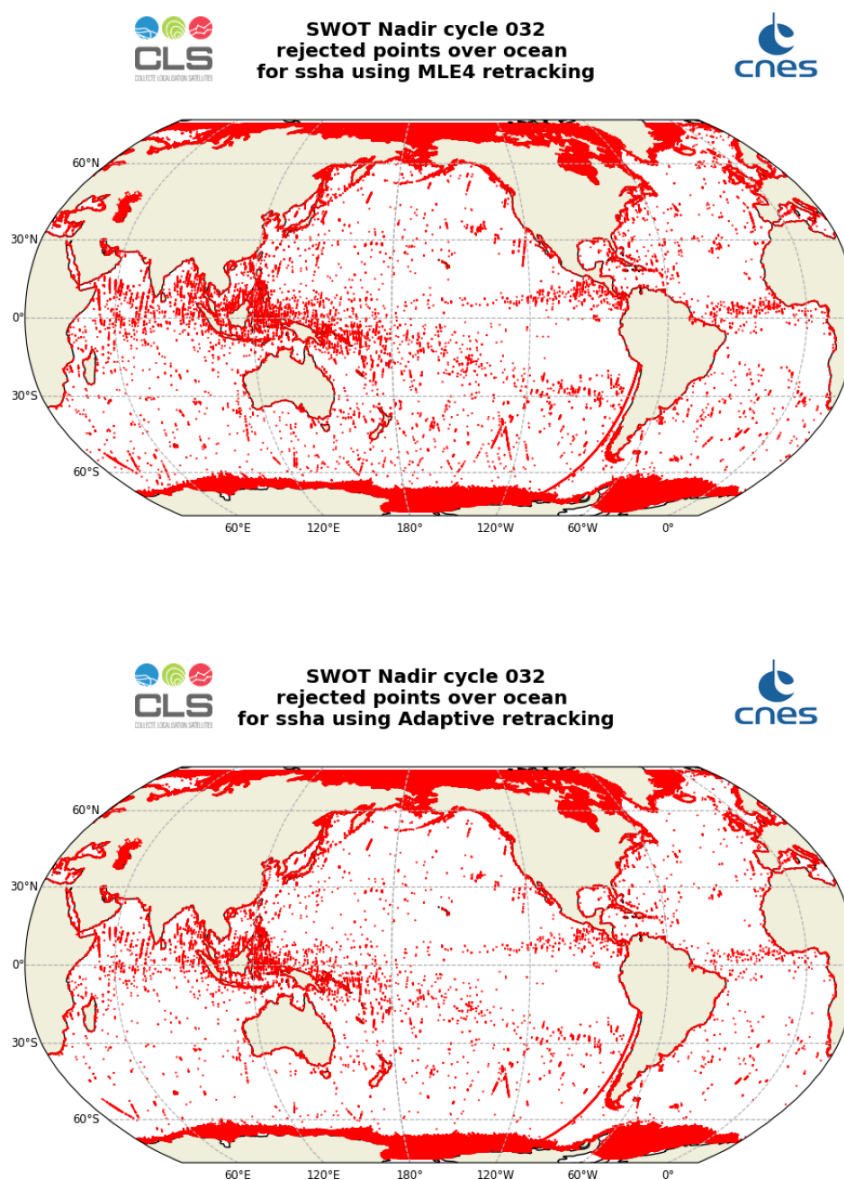 CLS
COLLECTE LOCALISATION SATELLITES
SWOT Nadir cycle 032
rejected points over ocean
for ssha using MLE4 retracking
cnes
60°N
30°N
0°
30°S
60°S
60°E 120°E 180° 120°W 60°W 0°
CLS
COLLECTE LOCALISATION SATELLITES
SWOT Nadir cycle 032
rejected points over ocean
for ssha using Adaptive retracking
cnes
60°N
30°N
0°
30°S
60°S
60°E 120°E 180° 120°W 60°W 0°